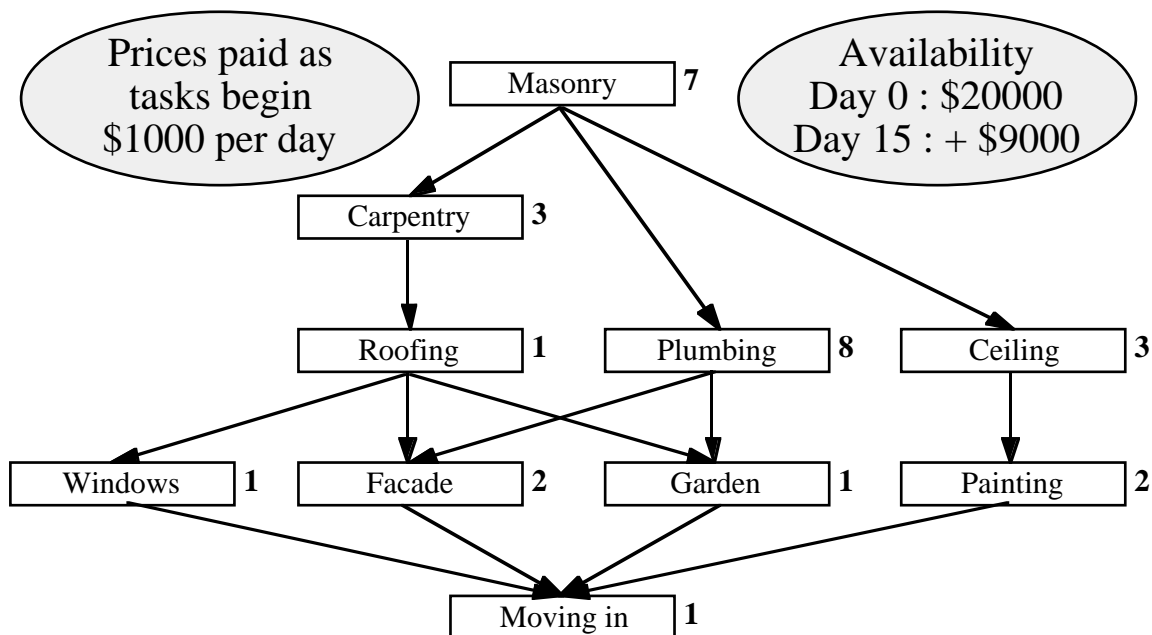 Prices paid as
tasks begin
$1000 per day
Masonry 7
Availability
Day 0 : $20000
Day 15 : + $9000
Carpentry 3
Roofing 1
Plumbing 8
Ceiling 3
Windows 1
Facade 2
Garden 1
Painting 2
Moving in 1